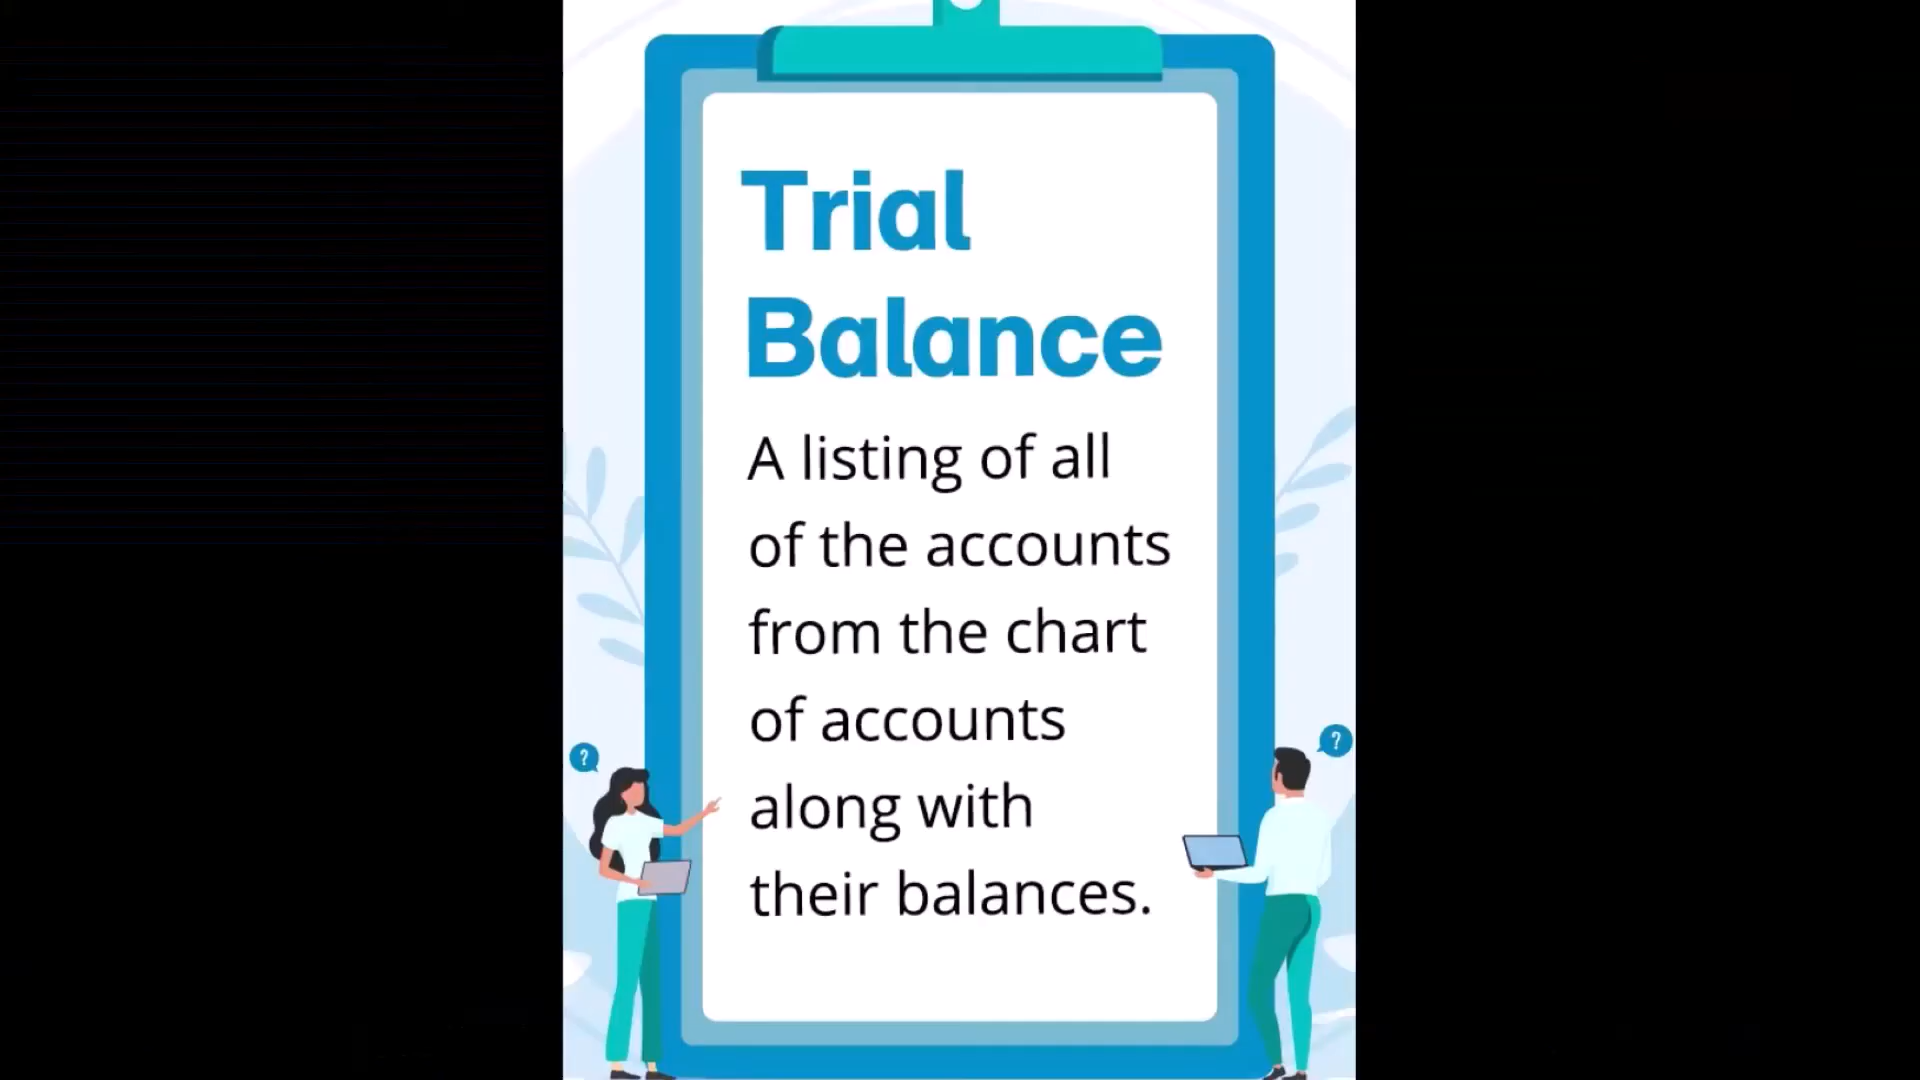 Trial
Balance
A listing of all
of the accounts
from the chart
of accounts
along with
their balances.
?
?